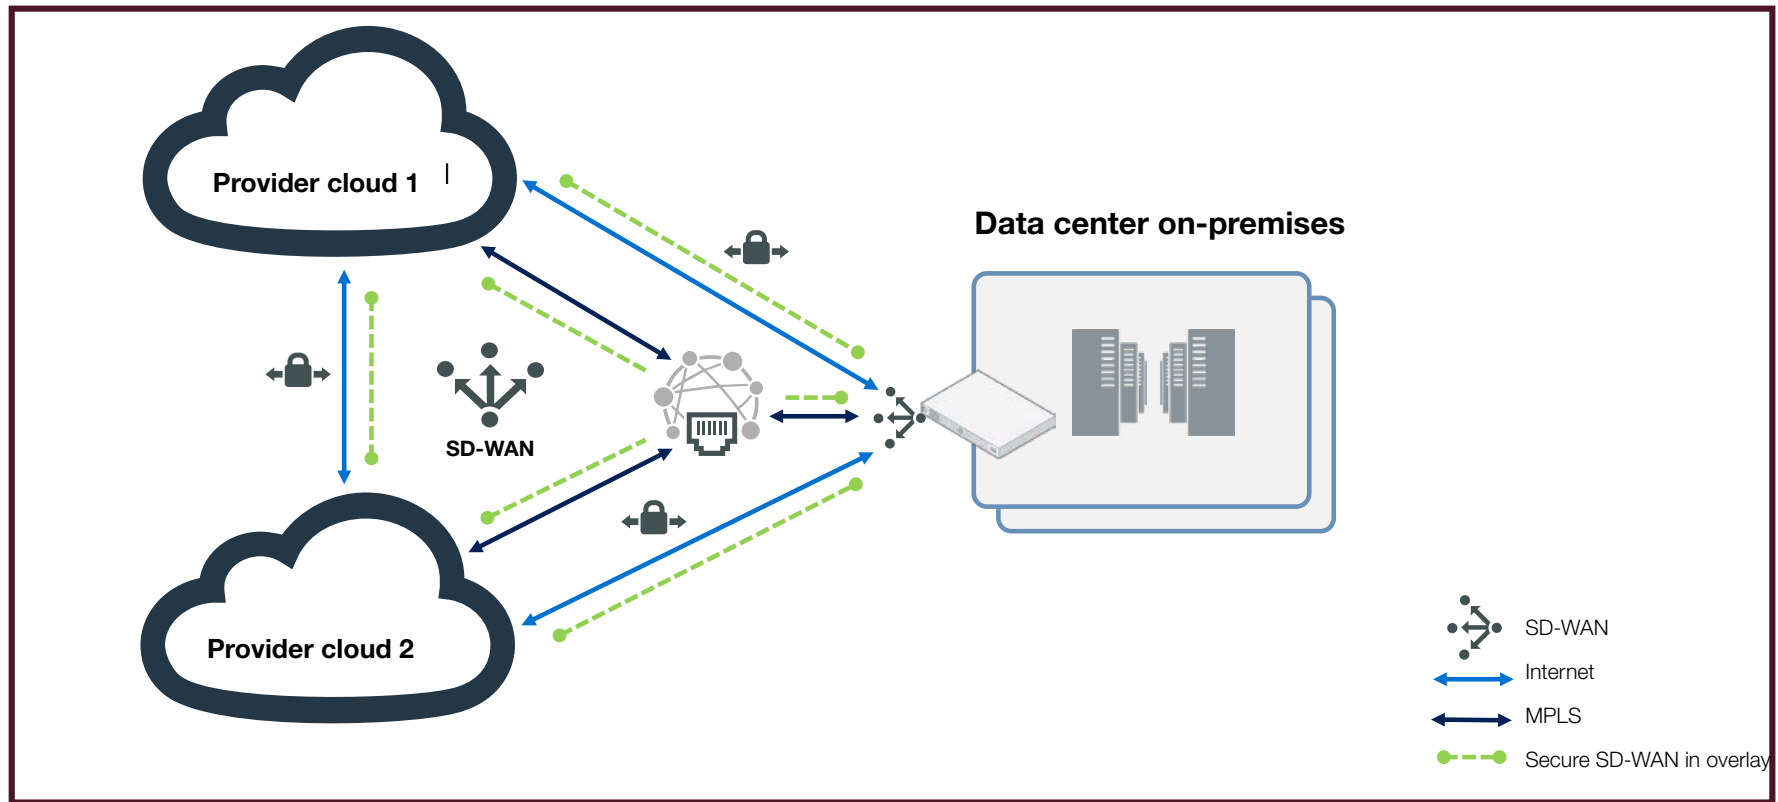 Provider cloud 1
Data center on-premises
SD-WAN
Provider cloud 2
SD-WAN
Internet
MPLS
Secure SD-WAN in overlay